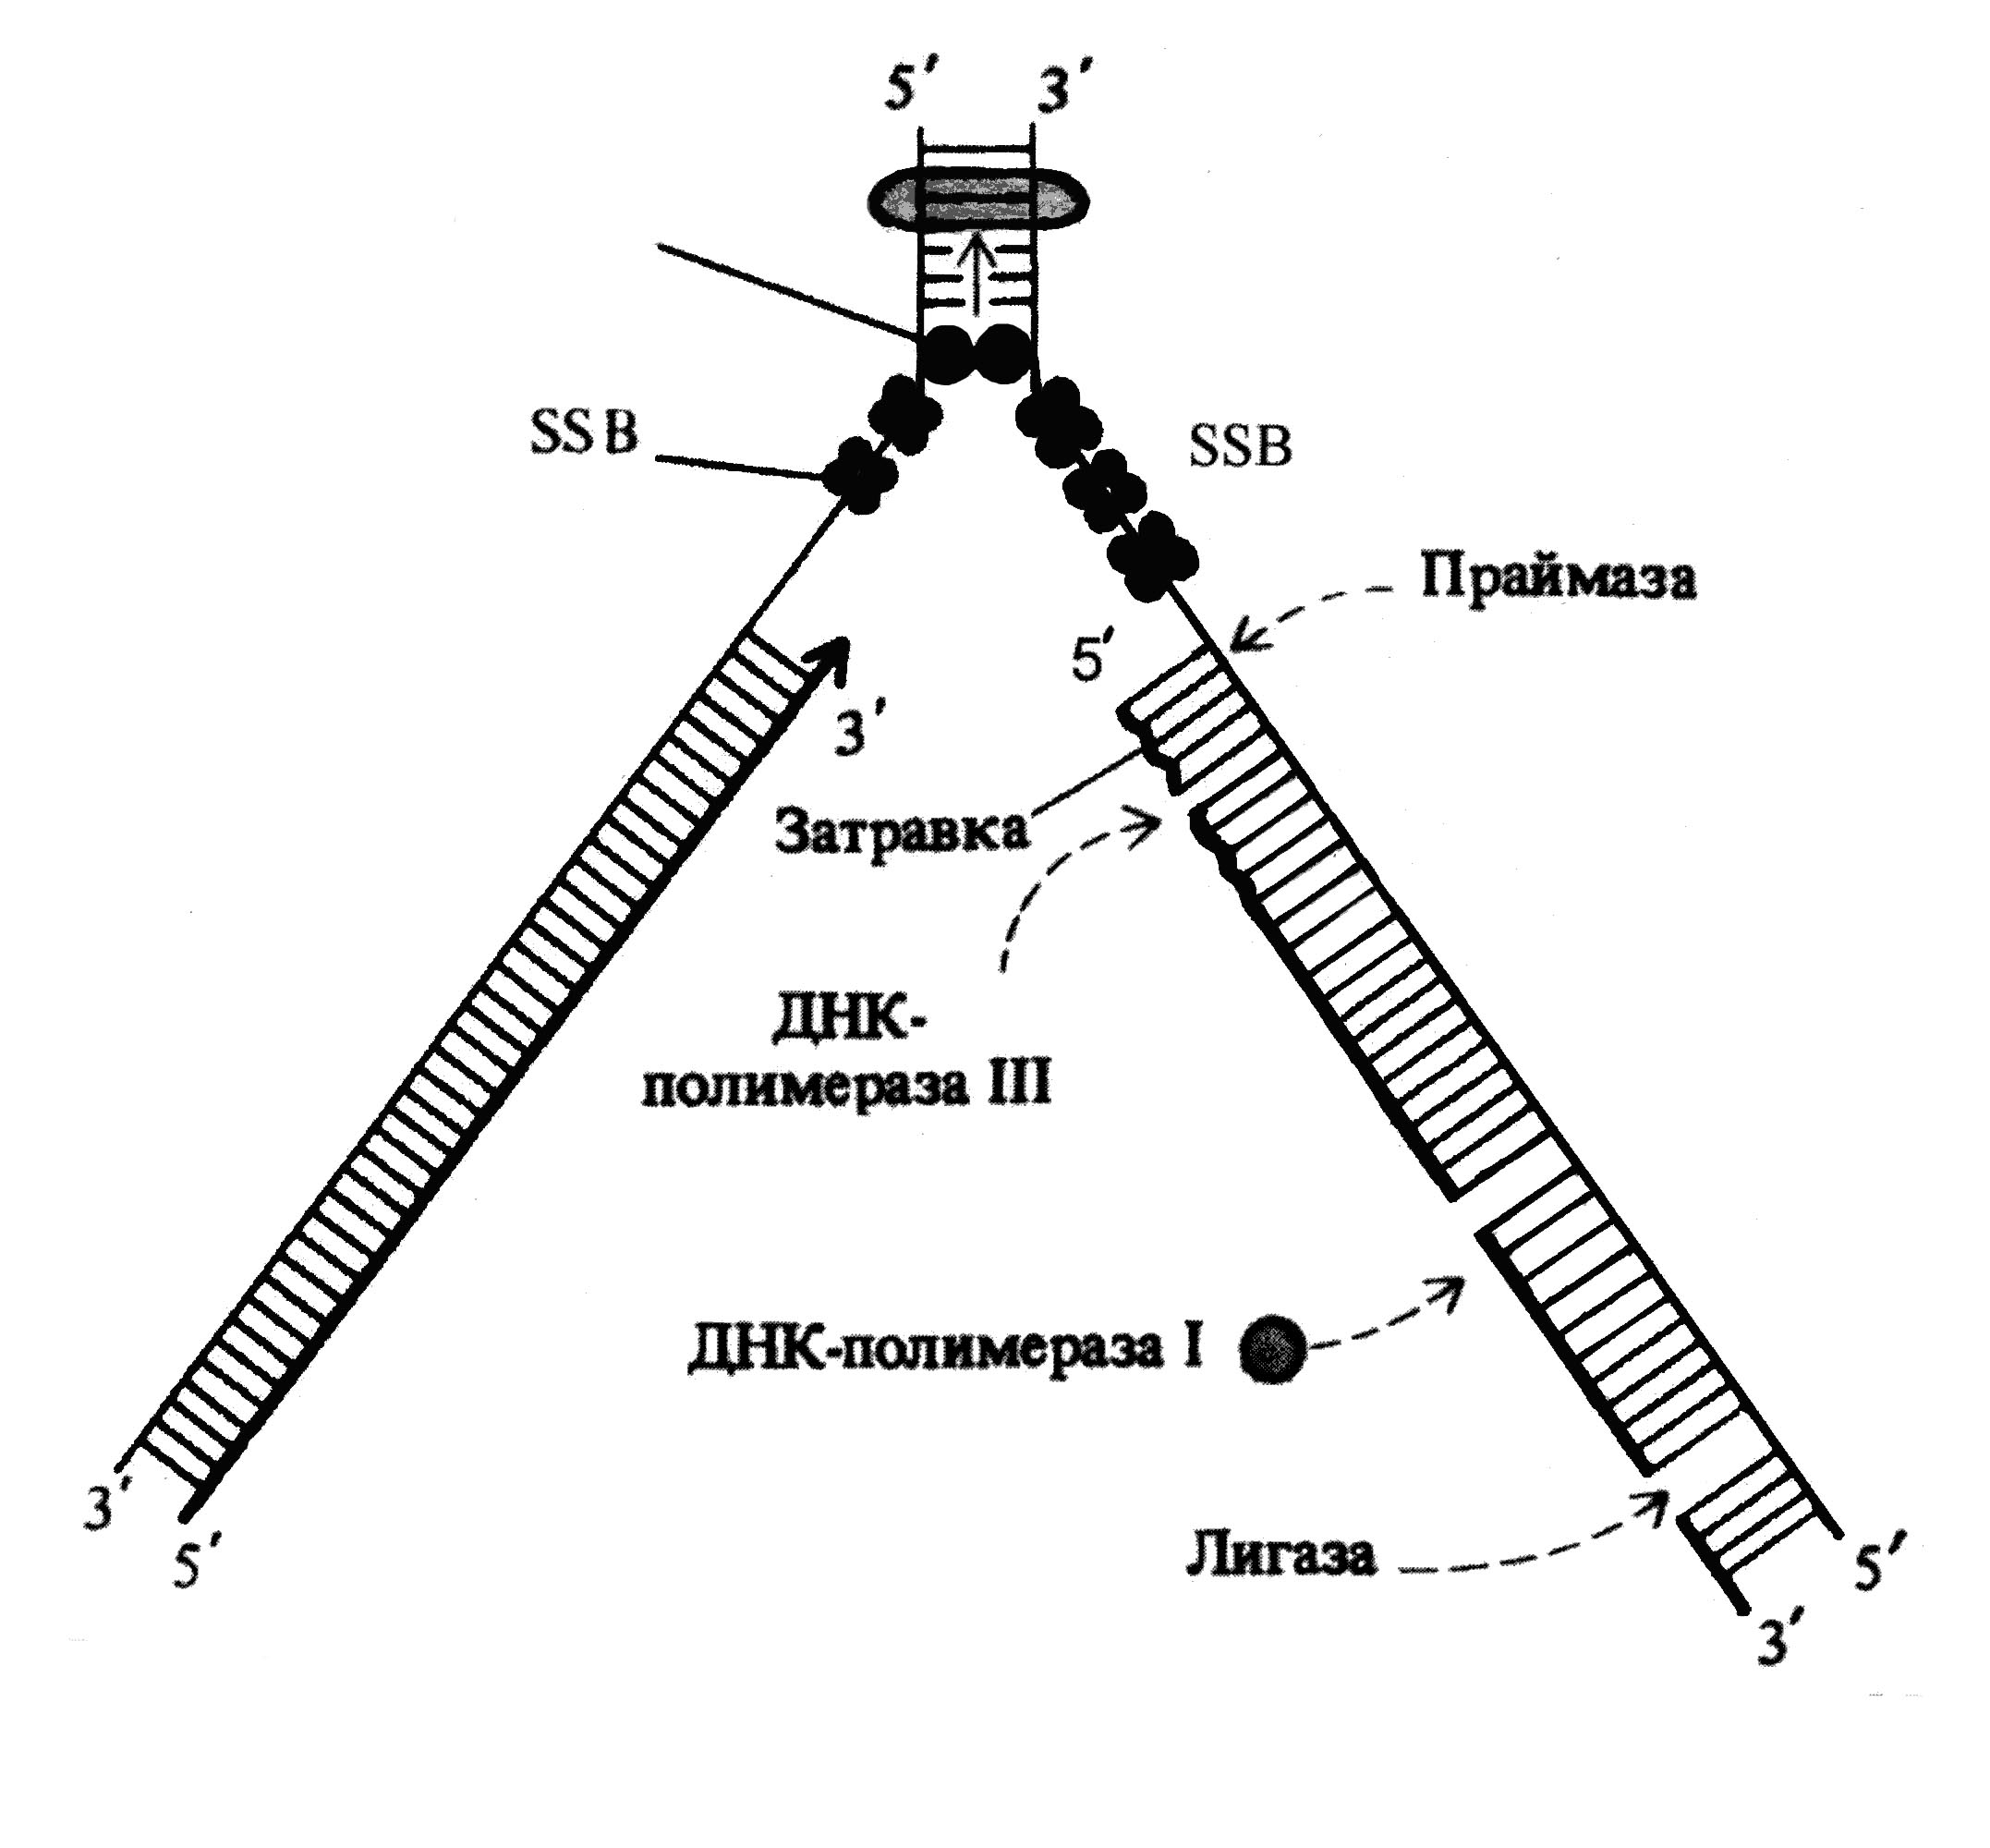 5′ 3′
SSB
SSB
Праймаза
5′
3′
Затравка
ДНК-
полимераза III
ДНК-полимераза I
3′
5′
Лигаза
5′
3′